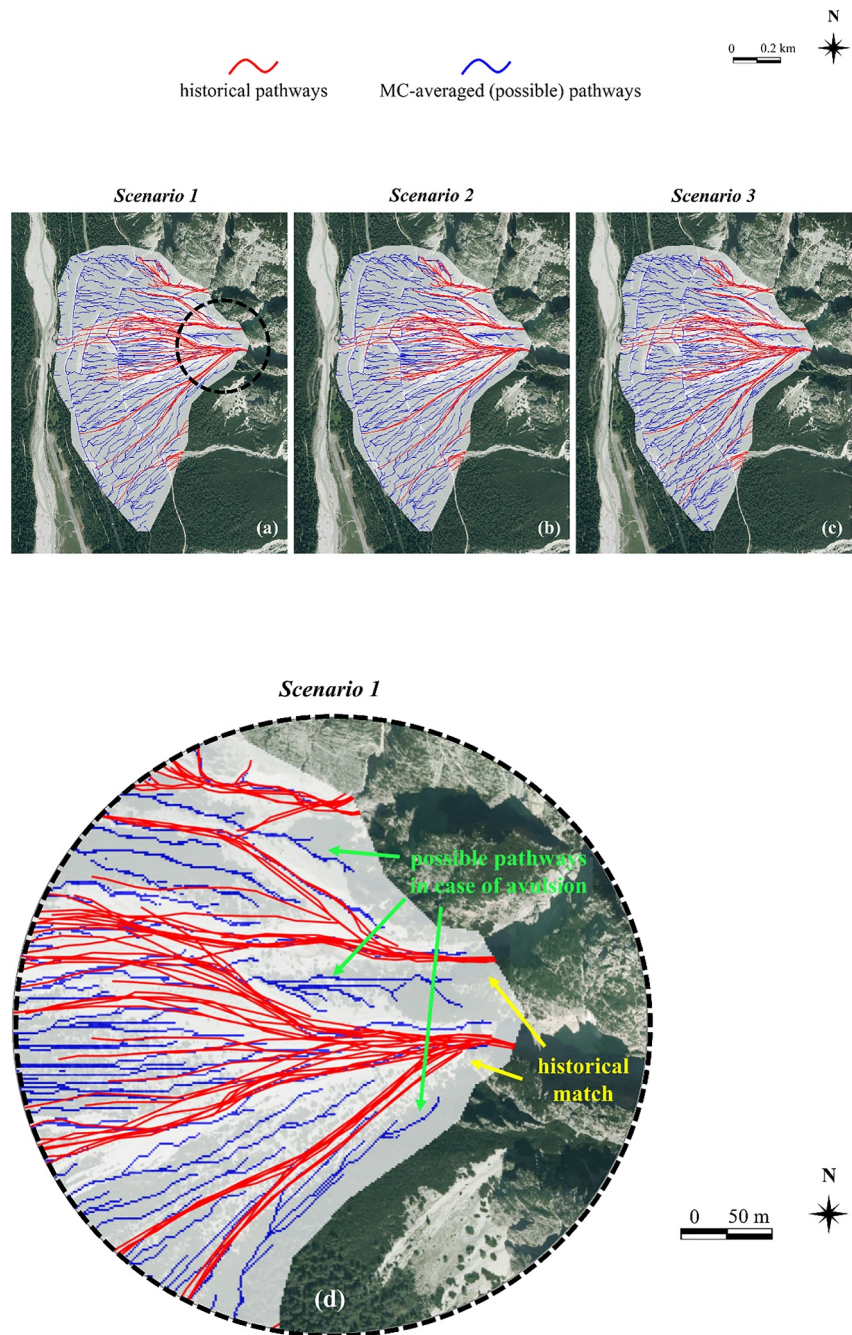 N
0 0.2 km
historical pathways
MC-averaged (possible) pathways
Scenario 1
Scenario 2
Scenario 3
(a)
(b)
(c)
Scenario 1
possible pathways
in case of avulsion
historical
match
N
0 50 m
(d)